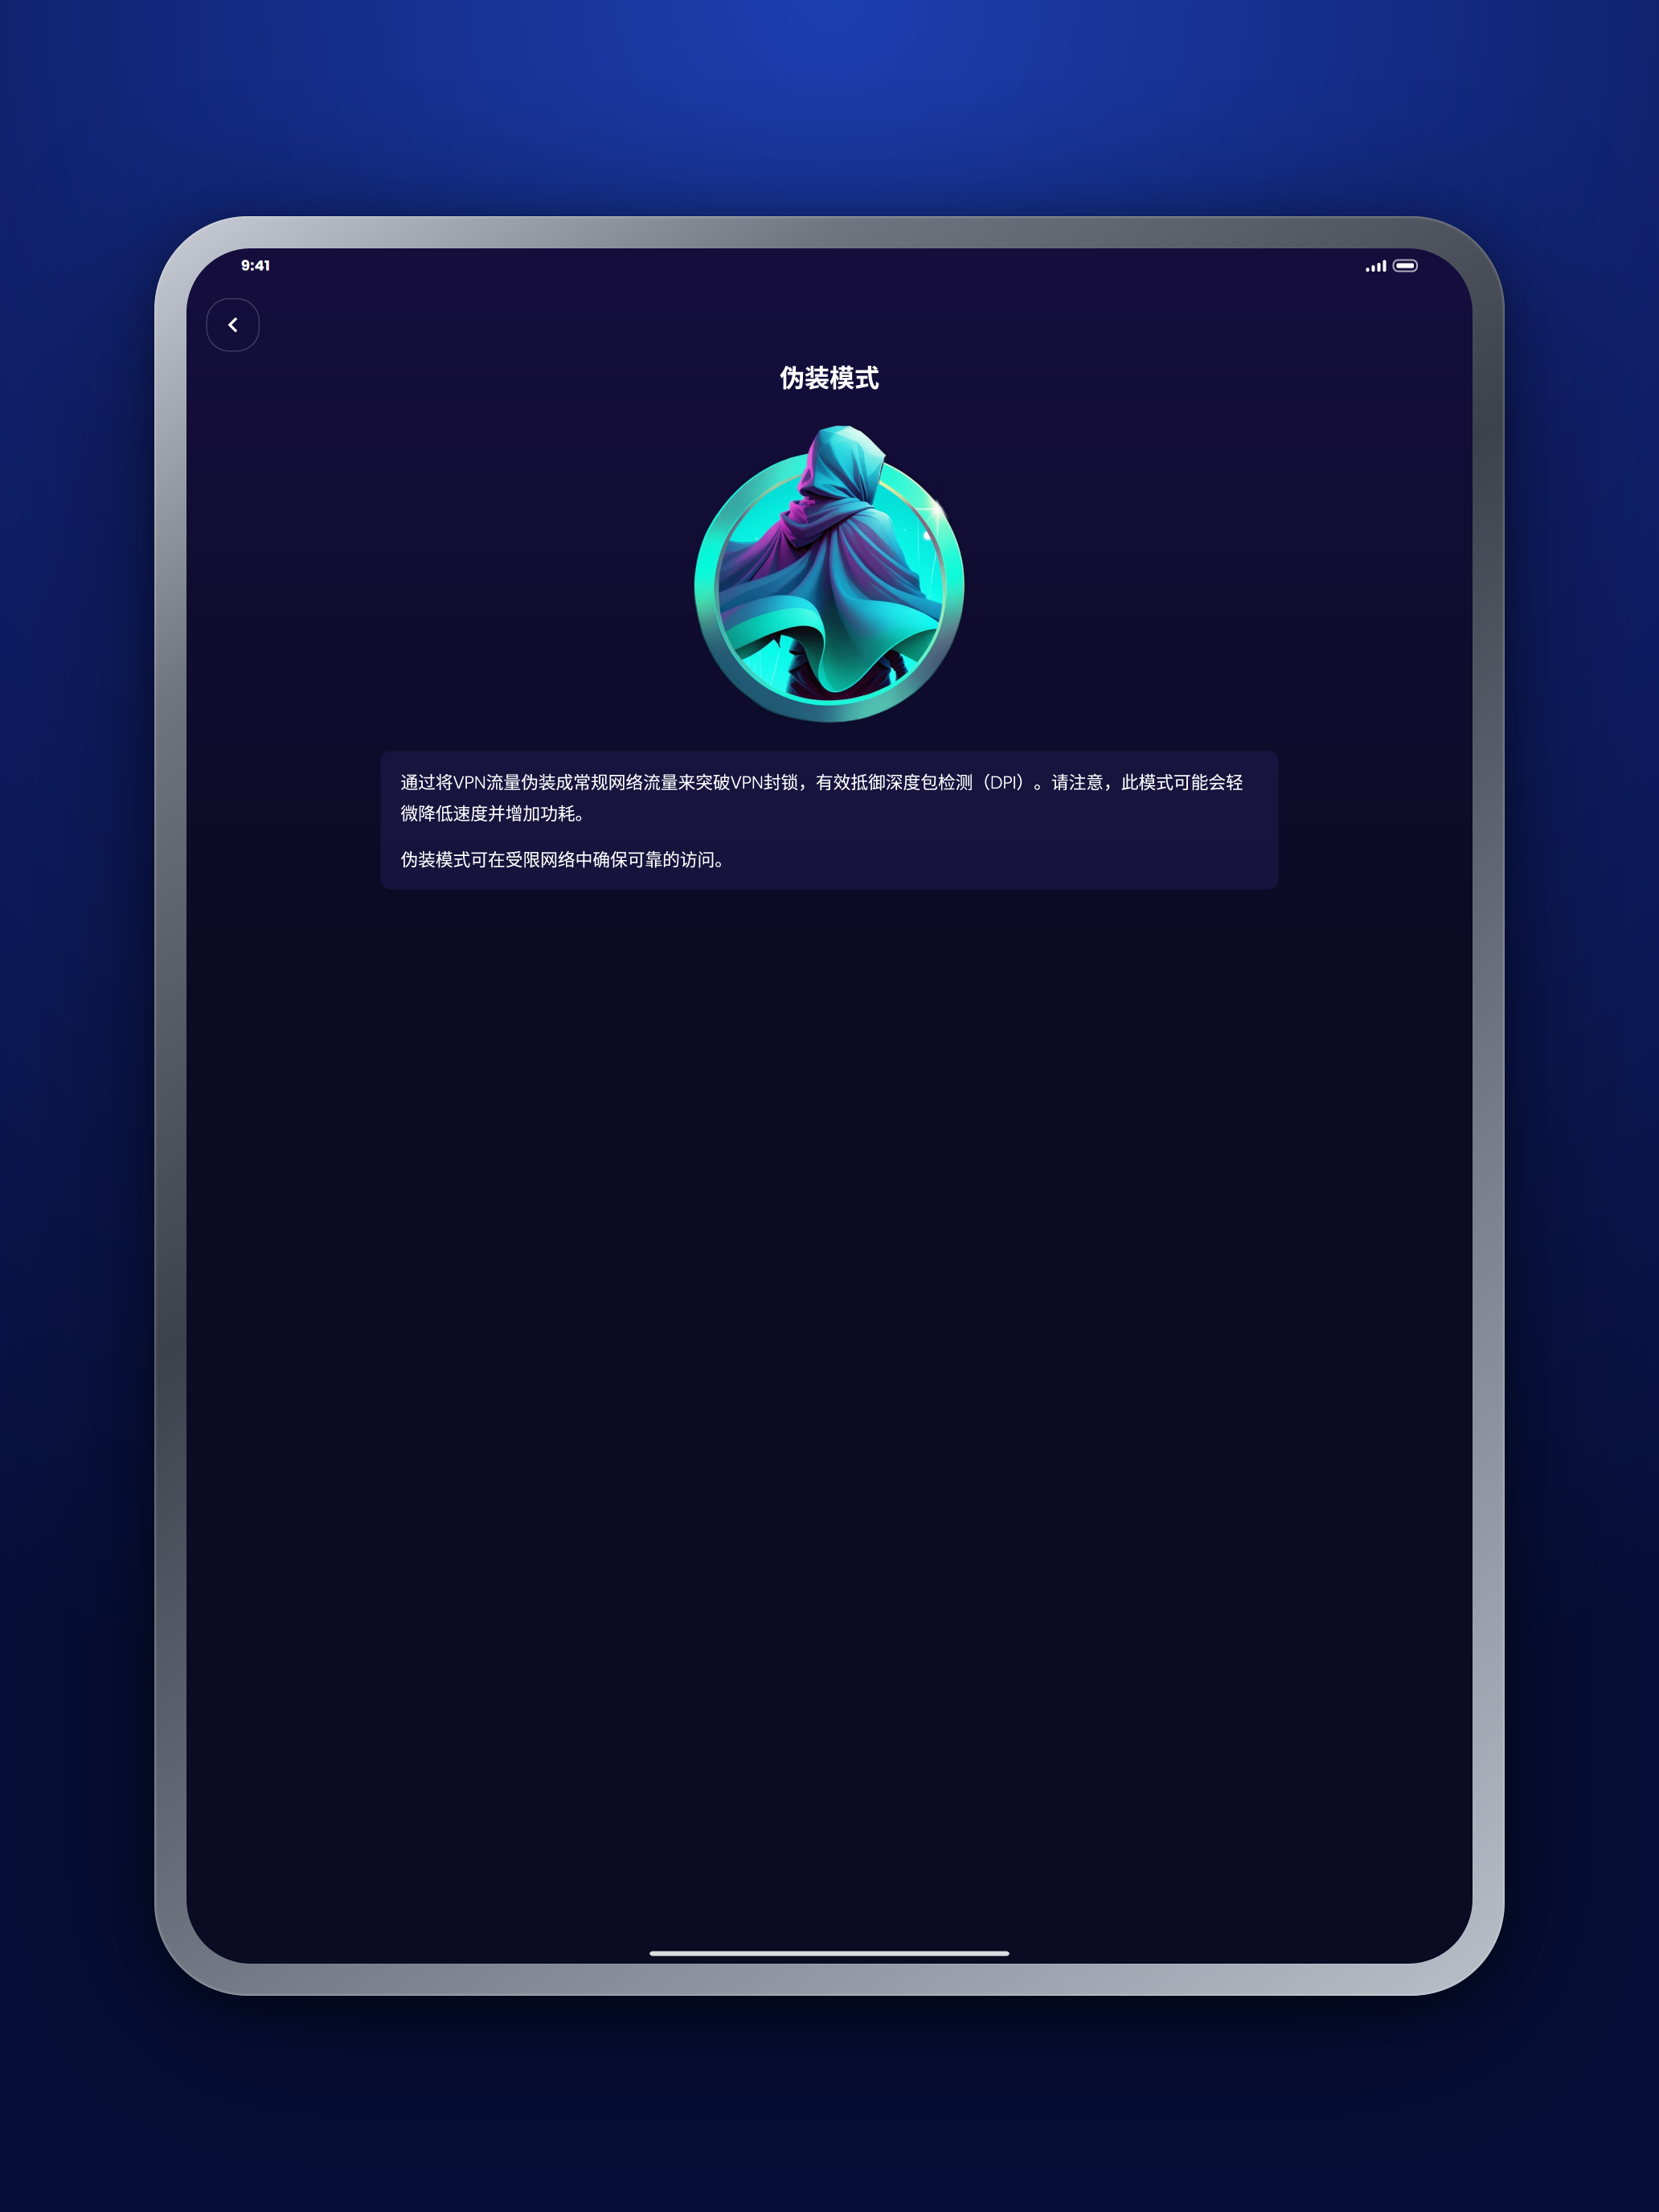 9:41
伪装模式
通过将VPN流量伪装成常规网络流量来突破VPN封锁，有效抵御深度包检测（DPI）。请注意，此模式可能会轻
微降低速度并增加功耗。
伪装模式可在受限网络中确保可靠的访问。